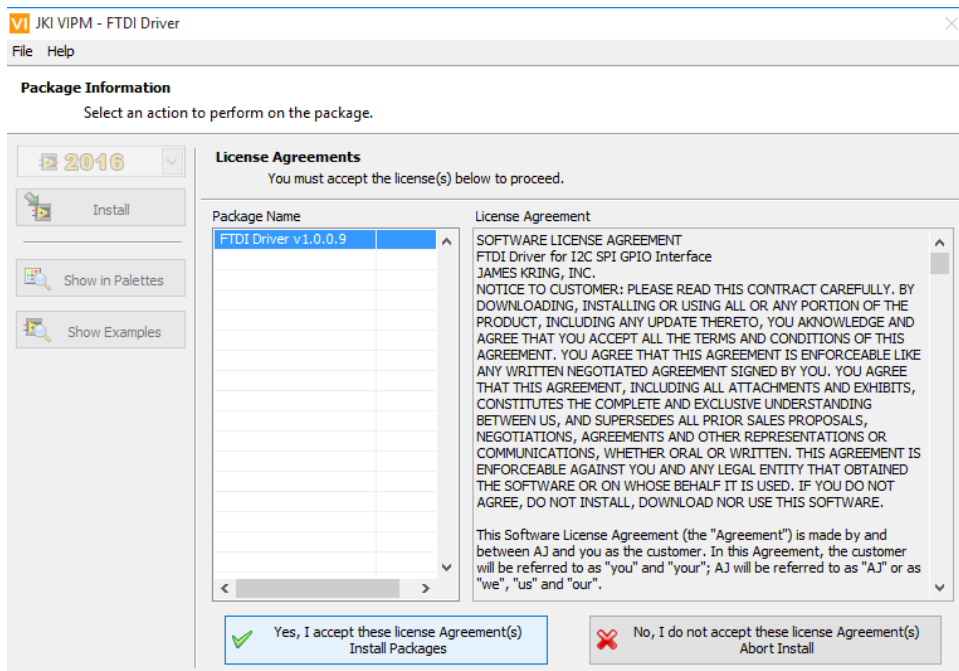 VI JKI VIPM - FTDI Driver
File Help
Package Information
Select an action to perform on the package.
2016
Install
Show in Palettes
Show Examples
License Agreements
You must accept the license(s) below to proceed.
Package Name
FTDI Driver v1.0.0.9
License Agreement
SOFTWARE LICENSE AGREEMENT
FTDI Driver for I2C SPI GPIO Interface
JAMES KRING, INC.
NOTICE TO CUSTOMER: PLEASE READ THIS CONTRACT CAREFULLY. BY
DOWNLOADING, INSTALLING OR USING ALL OR ANY PORTION OF THE
PRODUCT, INCLUDING ANY UPDATE THERETO, YOU AKNOWLEDGE AND
AGREE THAT YOU ACCEPT ALL THE TERMS AND CONDITIONS OF THIS
AGREEMENT. YOU AGREE THAT THIS AGREEMENT IS ENFORCEABLE LIKE
ANY WRITTEN NEGOTIATED AGREEMENT SIGNED BY YOU. YOU AGREE
THAT THIS AGREEMENT, INCLUDING ALL ATTACHMENTS AND EXHIBITS,
CONSTITUTES THE COMPLETE AND EXCLUSIVE UNDERSTANDING
BETWEEN US, AND SUPERSEDES ALL PRIOR SALES PROPOSALS,
NEGOTIATIONS, AGREEMENTS AND OTHER REPRESENTATIONS OR
COMMUNICATIONS, WHETHER ORAL OR WRITTEN. THIS AGREEMENT IS
ENFORCEABLE AGAINST YOU AND ANY LEGAL ENTITY THAT OBTAINED
THE SOFTWARE OR ON WHOSE BEHALF IT IS USED. IF YOU DO NOT
AGREE, DO NOT INSTALL, DOWNLOAD NOR USE THIS SOFTWARE.
This Software License Agreement (the "Agreement") is made by and
between AJ and you as the customer. In this Agreement, the customer
will be referred to as "you" and "your"; AJ will be referred to as "AJ" or as
"we", "us" and "our".
Yes, I accept these license Agreement(s)
Install Packages
No, I do not accept these license Agreement(s)
Abort Install